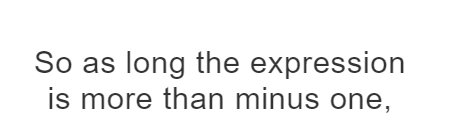 So as long the expression
is more than minus one,